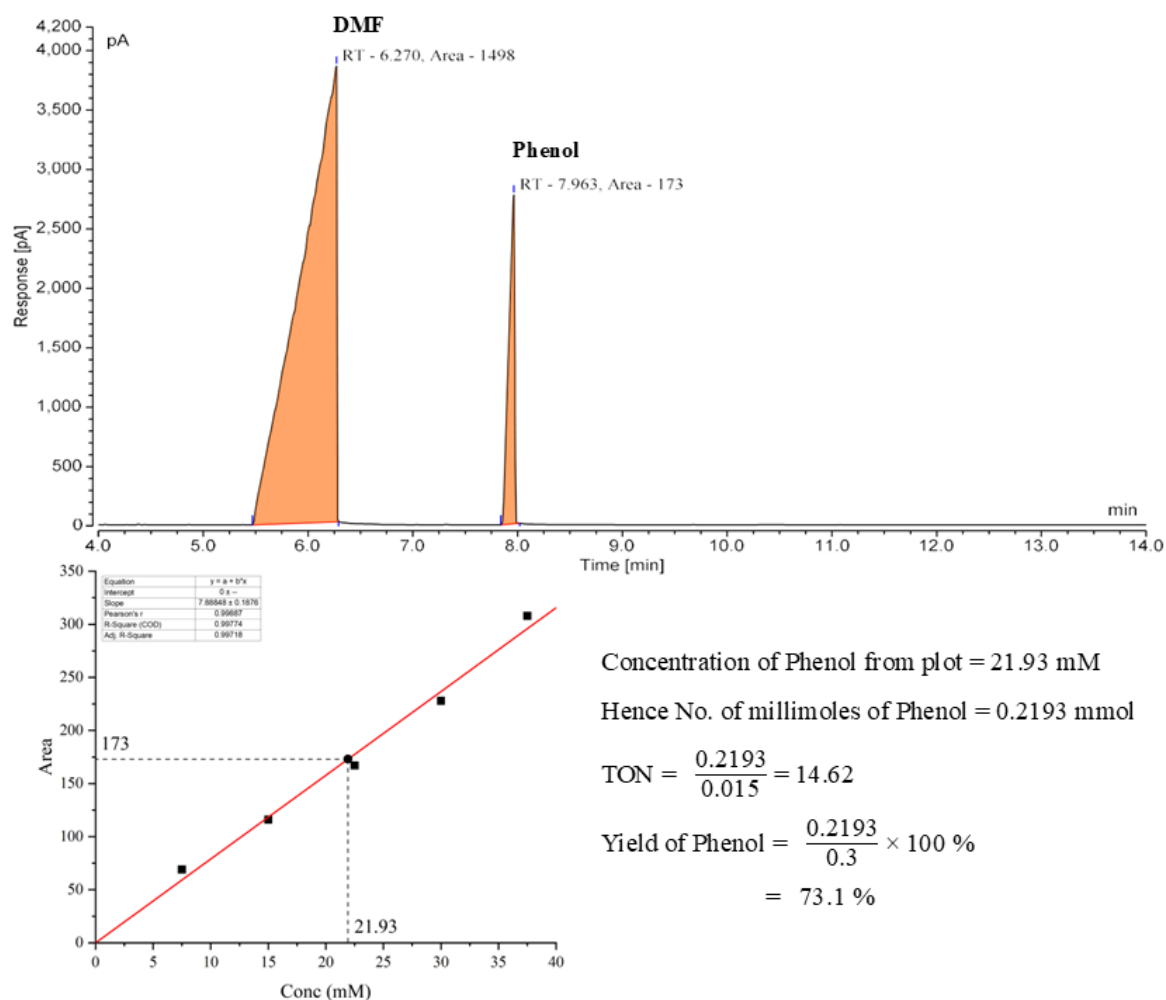 DMF
RT - 6.270, Area - 1498
Phenol
RT - 7.963, Area - 173
pA
4,200
4,000
3,500
3,000
2,500
2,000
1,500
1,000
500
0
Response [pA]
min
4.0 5.0 6.0 7.0 8.0 9.0 10.0 11.0 12.0 13.0 14.0
Time [min]
Equation y = a + b*x
Intercept 0 ± --
Slope 7.88848 ± 0.1876
Pearson's r 0.99887
R-Square (COD) 0.99774
Adj. R-Square 0.99718
350
300
250
200
150
100
50
0
Area
173
21.93
0 5 10 15 20 25 30 35 40
Conc (mM)
Concentration of Phenol from plot = 21.93 mM
Hence No. of millimoles of Phenol = 0.2193 mmol
TON = 0.2193 / 0.015 = 14.62
Yield of Phenol = 0.2193 / 0.3 × 100 %
= 73.1 %